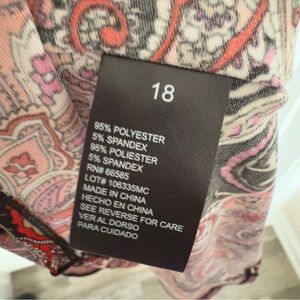 18
95% POLYESTER
5% SPANDEX
95% POLIESTER
5% SPANDEX
RN# 66585
LOT# 106335MC
MADE IN CHINA
HECHO EN CHINA
SEE REVERSE FOR CARE
VER AL DORSO
PARA CUIDADO